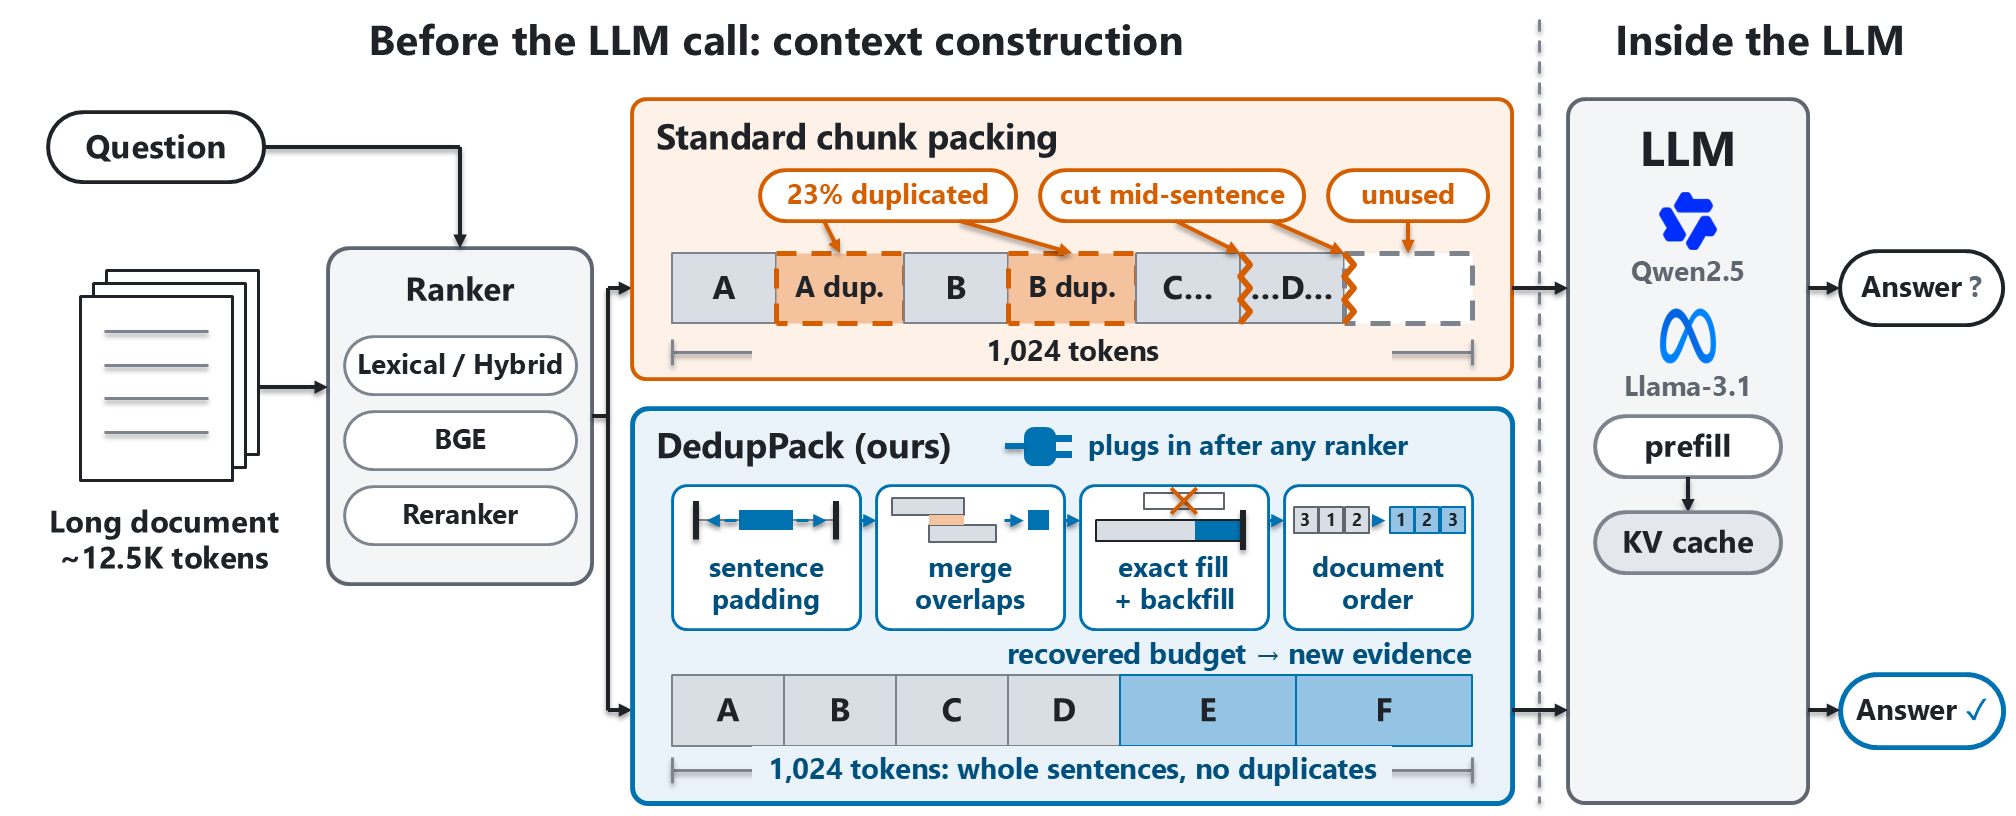 Before the LLM call: context construction
Inside the LLM
Question
Long document
~12.5K tokens
Ranker
Lexical / Hybrid
BGE
Reranker
Standard chunk packing
23% duplicated
cut mid-sentence
unused
A
A dup.
B
B dup.
C...
...D...
1,024 tokens
DedupPack (ours)
plugs in after any ranker
sentence
padding
merge
overlaps
exact fill
+ backfill
3 1 2
1 2 3
document
order
recovered budget → new evidence
A
B
C
D
E
F
1,024 tokens: whole sentences, no duplicates
LLM
Qwen2.5
Llama-3.1
prefill
KV cache
Answer ?
Answer ✓